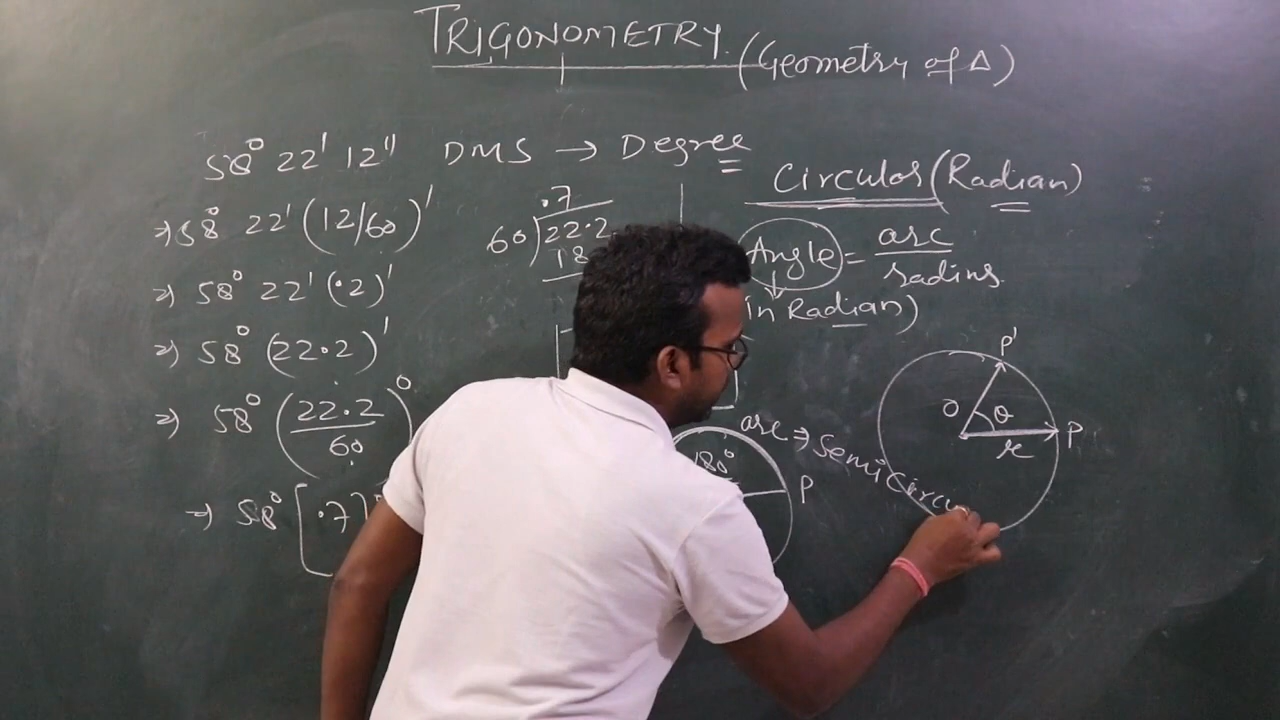 TRIGONOMETRY. (Geometry of Δ)
58° 22' 12" DMS → Degree
⇒ 58° 22' (12/60)'
⇒ 58° 22' (.2)'
⇒ 58° (22.2)'
⇒ 58° (22.2/60)°
⇒ 58° [.7
.7
60)22.2
18
Circular (Radian)
Angle = arc/radius
in Radian)
P'
O θ
r P
arc ⇒ Semicircu
180°
P